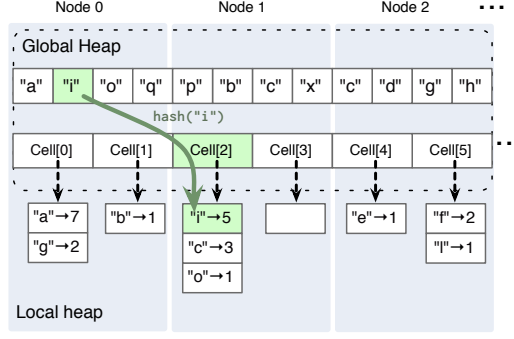 Node 0 Node 1 Node 2 ...
Global Heap
"a" "i" "o" "q" "p" "b" "c" "x" "c" "d" "g" "h"
hash("i")
Cell[0] Cell[1] Cell[2] Cell[3] Cell[4] Cell[5] ...
"a"→7 "b"→1 "i"→5 "e"→1 "f"→2
"g"→2 "c"→3 "l"→1
"o"→1
Local heap